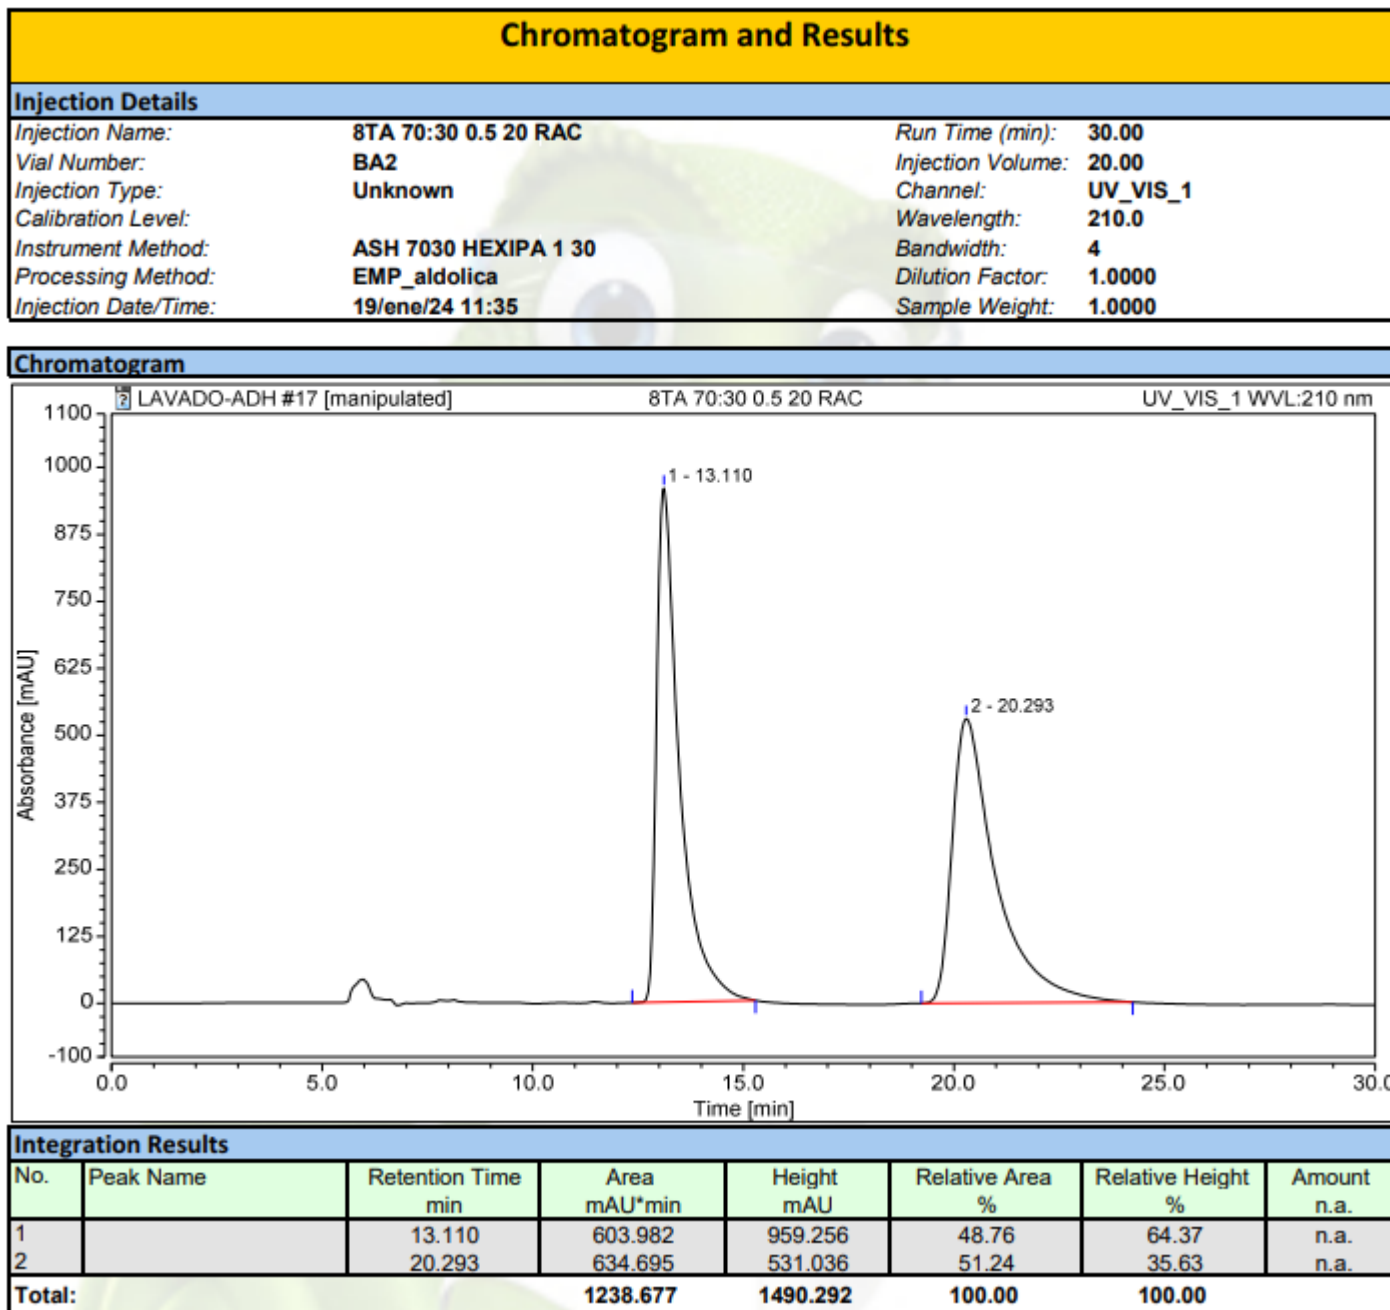 Chromatogram and Results
Injection Details
Injection Name: 8TA 70:30 0.5 20 RAC Run Time (min): 30.00
Vial Number: BA2 Injection Volume: 20.00
Injection Type: Unknown Channel: UV_VIS_1
Calibration Level: Wavelength: 210.0
Instrument Method: ASH 7030 HEXIPA 1 30 Bandwidth: 4
Processing Method: EMP_aldolica Dilution Factor: 1.0000
Injection Date/Time: 19/ene/24 11:35 Sample Weight: 1.0000
Chromatogram
LAVADO-ADH #17 [manipulated] 8TA 70:30 0.5 20 RAC UV_VIS_1 WVL:210 nm
1100
1000
875
750
625
500
375
250
125
0
-100
Absorbance [mAU]
1 - 13.110
2 - 20.293
0.0 5.0 10.0 15.0 20.0 25.0 30.0
Time [min]
Integration Results
No. Peak Name Retention Time Area Height Relative Area Relative Height Amount
min mAU*min mAU % % n.a.
1 13.110 603.982 959.256 48.76 64.37 n.a.
2 20.293 634.695 531.036 51.24 35.63 n.a.
Total: 1238.677 1490.292 100.00 100.00